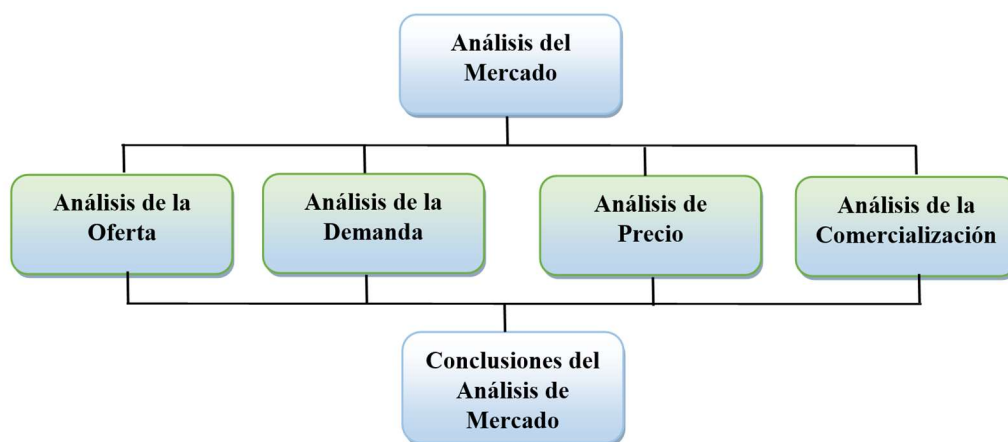 Análisis del
Mercado
Análisis de la
Oferta
Análisis de la
Demanda
Análisis de
Precio
Análisis de la
Comercialización
Conclusiones del
Análisis de
Mercado